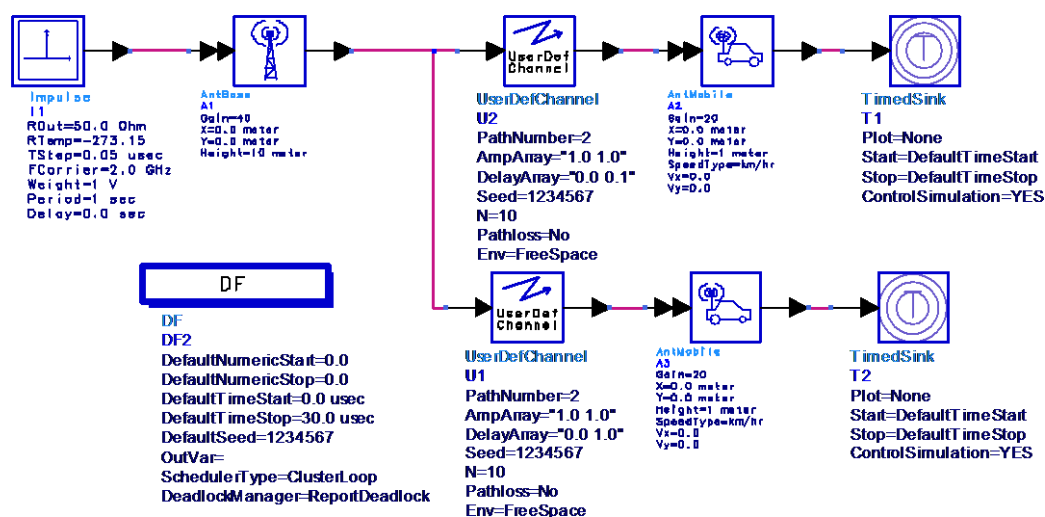 UserDef
Channel
Impulse
I1
ROut=50.0 Ohm
RTemp=-273.15
TStep=0.05 usec
FCarrier=2.0 GHz
Weight=1 V
Period=1 sec
Delay=0.0 sec
AntBase
A1
Gain=40
X=0.0 meter
Y=0.0 meter
Height=10 meter
UserDefChannel
U2
PathNumber=2
AmpArray="1.0 1.0"
DelayArray="0.0 0.1"
Seed=1234567
N=10
Pathloss=No
Env=FreeSpace
AntMobile
A2
Gain=20
X=0.0 meter
Y=0.0 meter
Height=1 meter
SpeedType=km/hr
Vx=0.0
Vy=0.0
T
TimedSink
T1
Plot=None
Start=DefaultTimeStart
Stop=DefaultTimeStop
ControlSimulation=YES
DF
DF
DF2
DefaultNumericStart=0.0
DefaultNumericStop=0.0
DefaultTimeStart=0.0 usec
DefaultTimeStop=30.0 usec
DefaultSeed=1234567
OutVar=
SchedulerType=ClusterLoop
DeadlockManager=ReportDeadlock
UserDef
Channel
UserDefChannel
U1
PathNumber=2
AmpArray="1.0 1.0"
DelayArray="0.0 1.0"
Seed=1234567
N=10
Pathloss=No
Env=FreeSpace
AntMobile
A3
Gain=20
X=0.0 meter
Y=0.0 meter
Height=1 meter
SpeedType=km/hr
Vx=0.0
Vy=0.0
T
TimedSink
T2
Plot=None
Start=DefaultTimeStart
Stop=DefaultTimeStop
ControlSimulation=YES